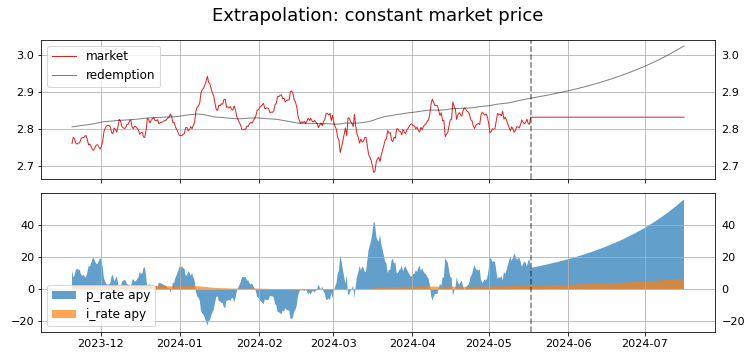 Extrapolation: constant market price
3.0 3.0
market
redemption
2.9 2.9
2.8 2.8
2.7 2.7
40 40
20 20
0 0
p_rate apy
i_rate apy
−20 −20
2023-12 2024-01 2024-02 2024-03 2024-04 2024-05 2024-06 2024-07